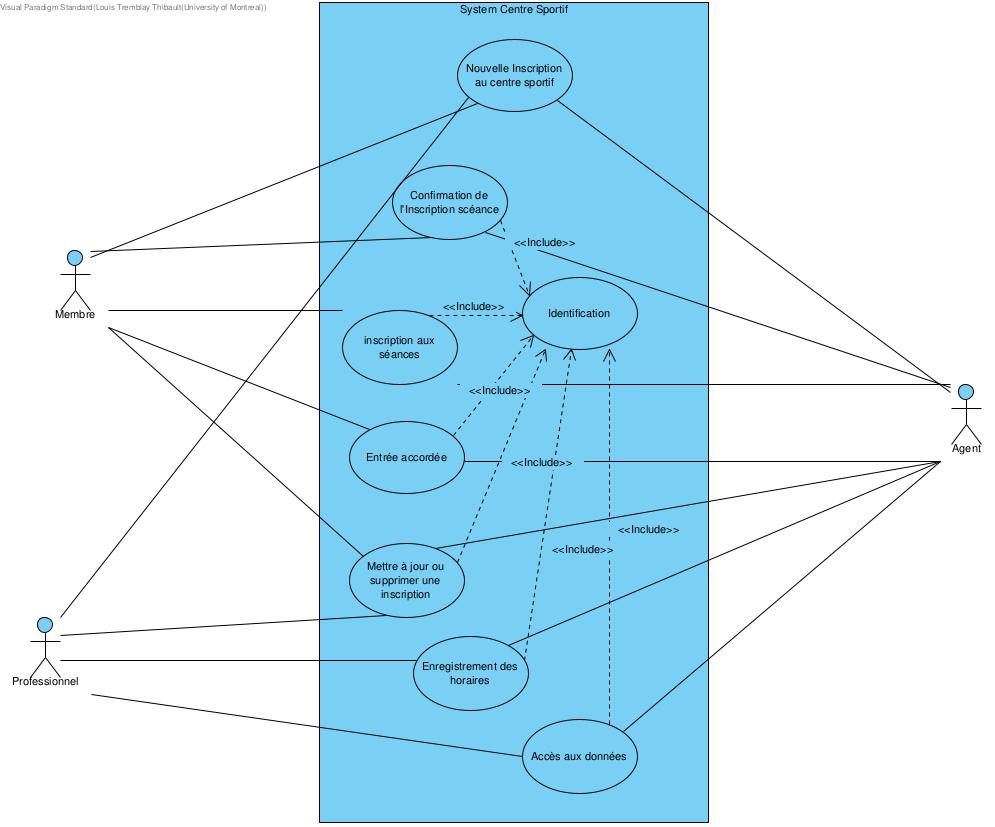 Visual Paradigm Standard(Louis Tremblay Thibault(University of Montreal))
System Centre Sportif
Nouvelle Inscription
au centre sportif
Confirmation de
l'Inscription scéance
<<Include>>
Membre
<<Include>>
Identification
inscription aux
séances
<<Include>>
Agent
Entrée accordée
<<Include>>
<<Include>>
<<Include>>
Mettre à jour ou
supprimer une
inscription
Professionnel
Enregistrement des
horaires
Accès aux données